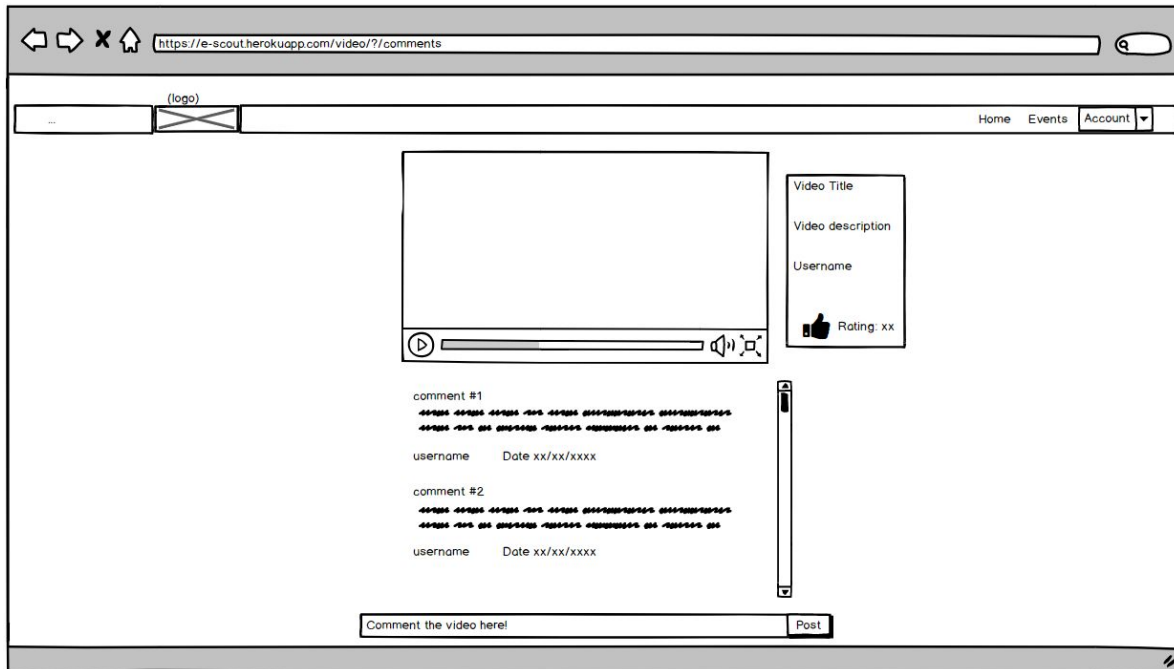 https://e-scout.herokuapp.com/video/?/comments
(logo)
...
Home Events Account
Video Title
Video description
Username
Rating: xx
comment #1
username Date xx/xx/xxxx
comment #2
username Date xx/xx/xxxx
Comment the video here!
Post